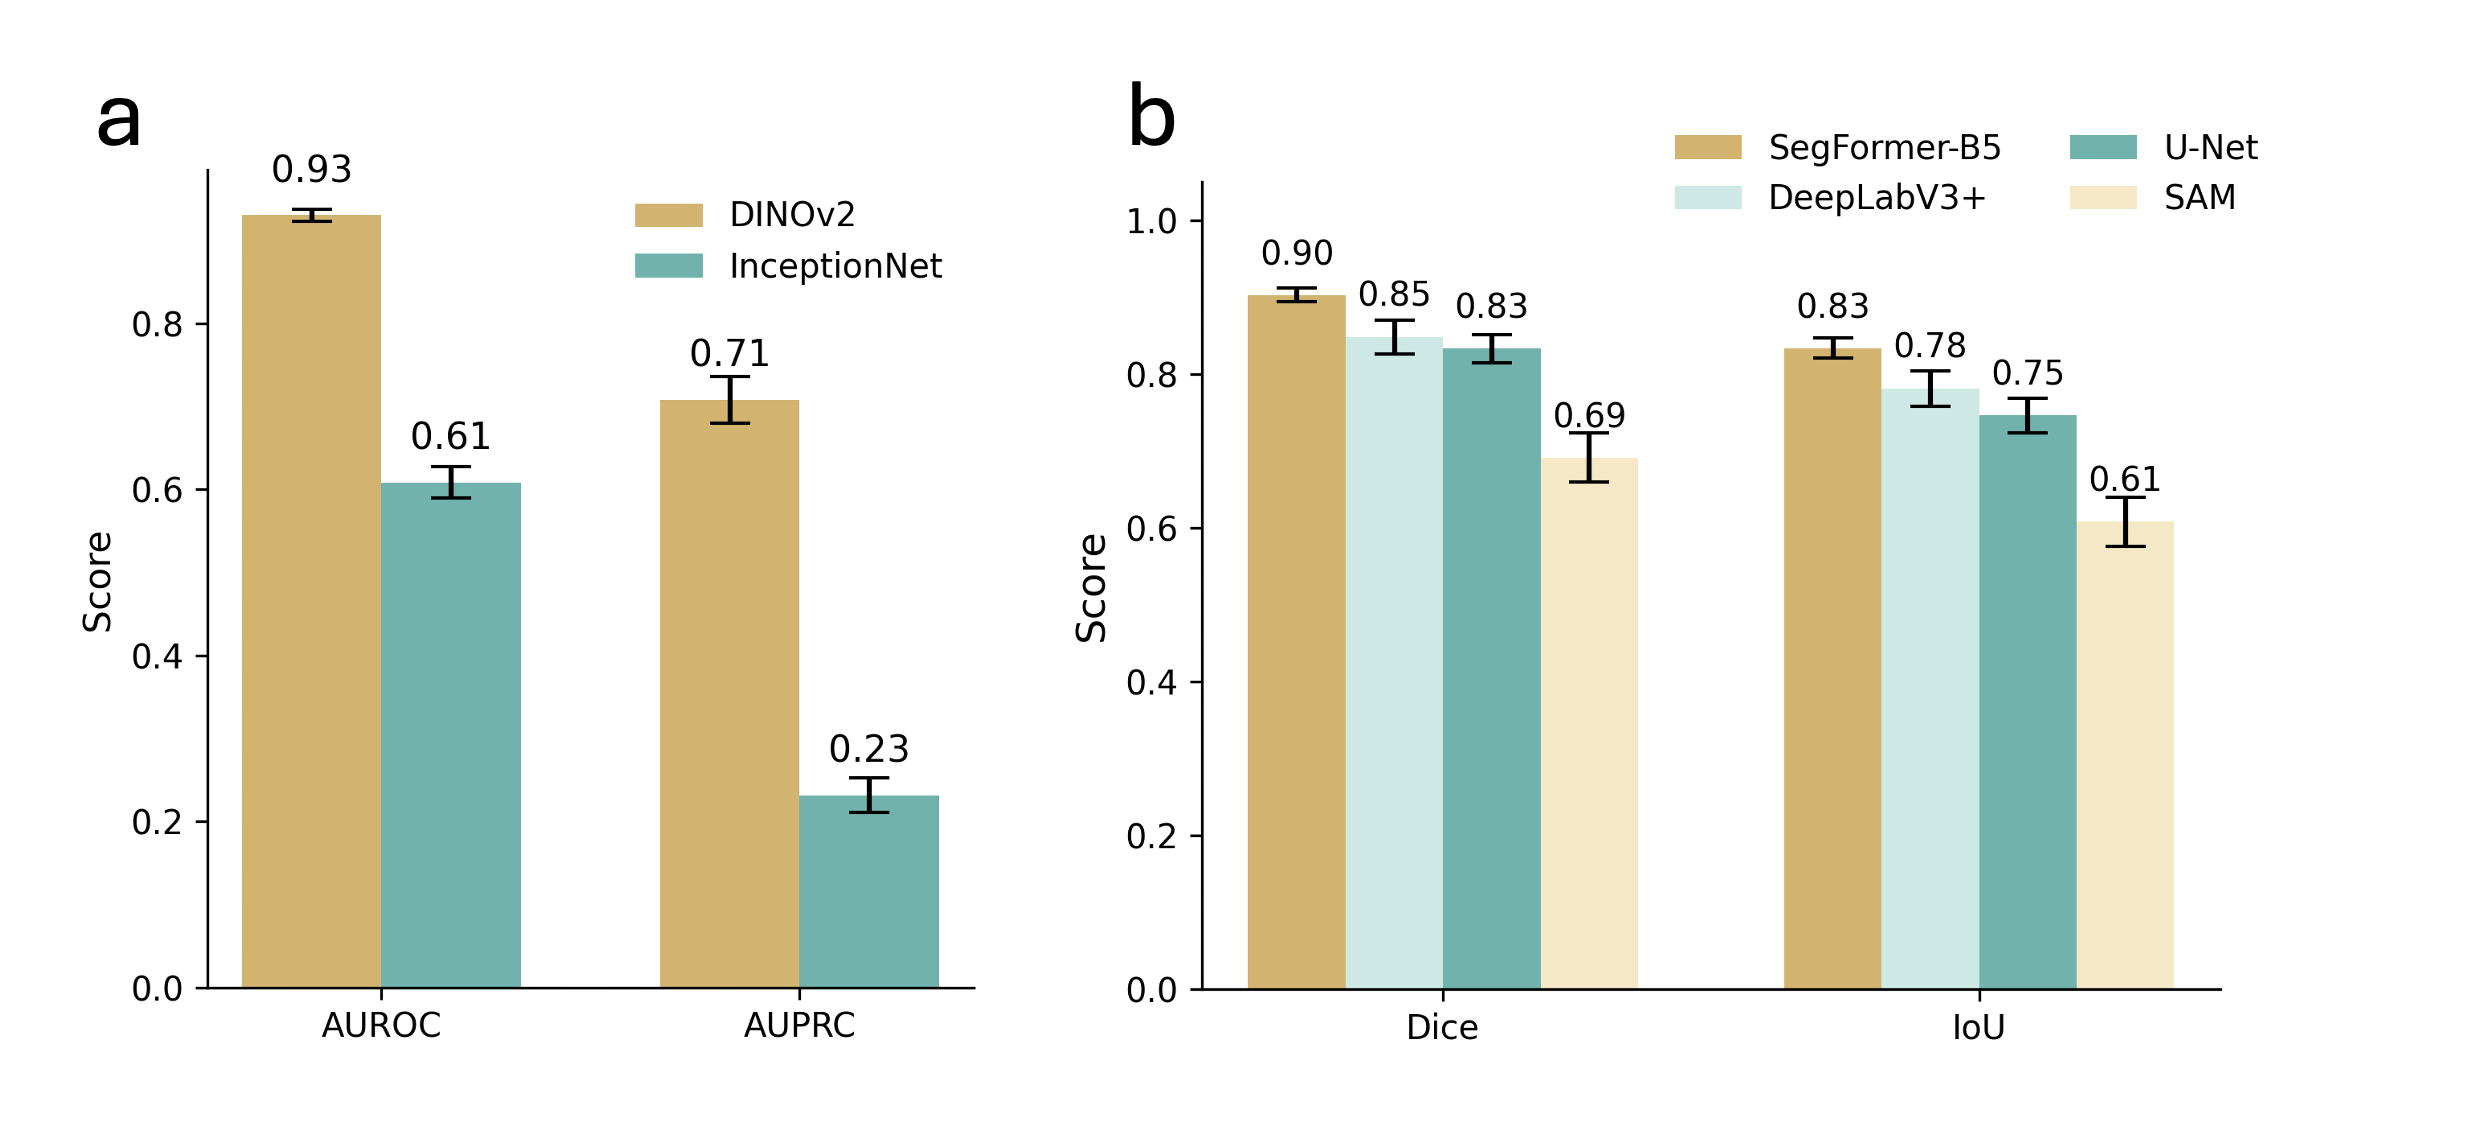 a
0.93
DINOv2
InceptionNet
0.61
0.71
0.23
Score
0.8
0.6
0.4
0.2
0.0
AUROC AUPRC
b
SegFormer-B5 U-Net
DeepLabV3+ SAM
0.90
0.85
0.83
0.69
0.83
0.78
0.75
0.61
Score
1.0
0.8
0.6
0.4
0.2
0.0
Dice IoU